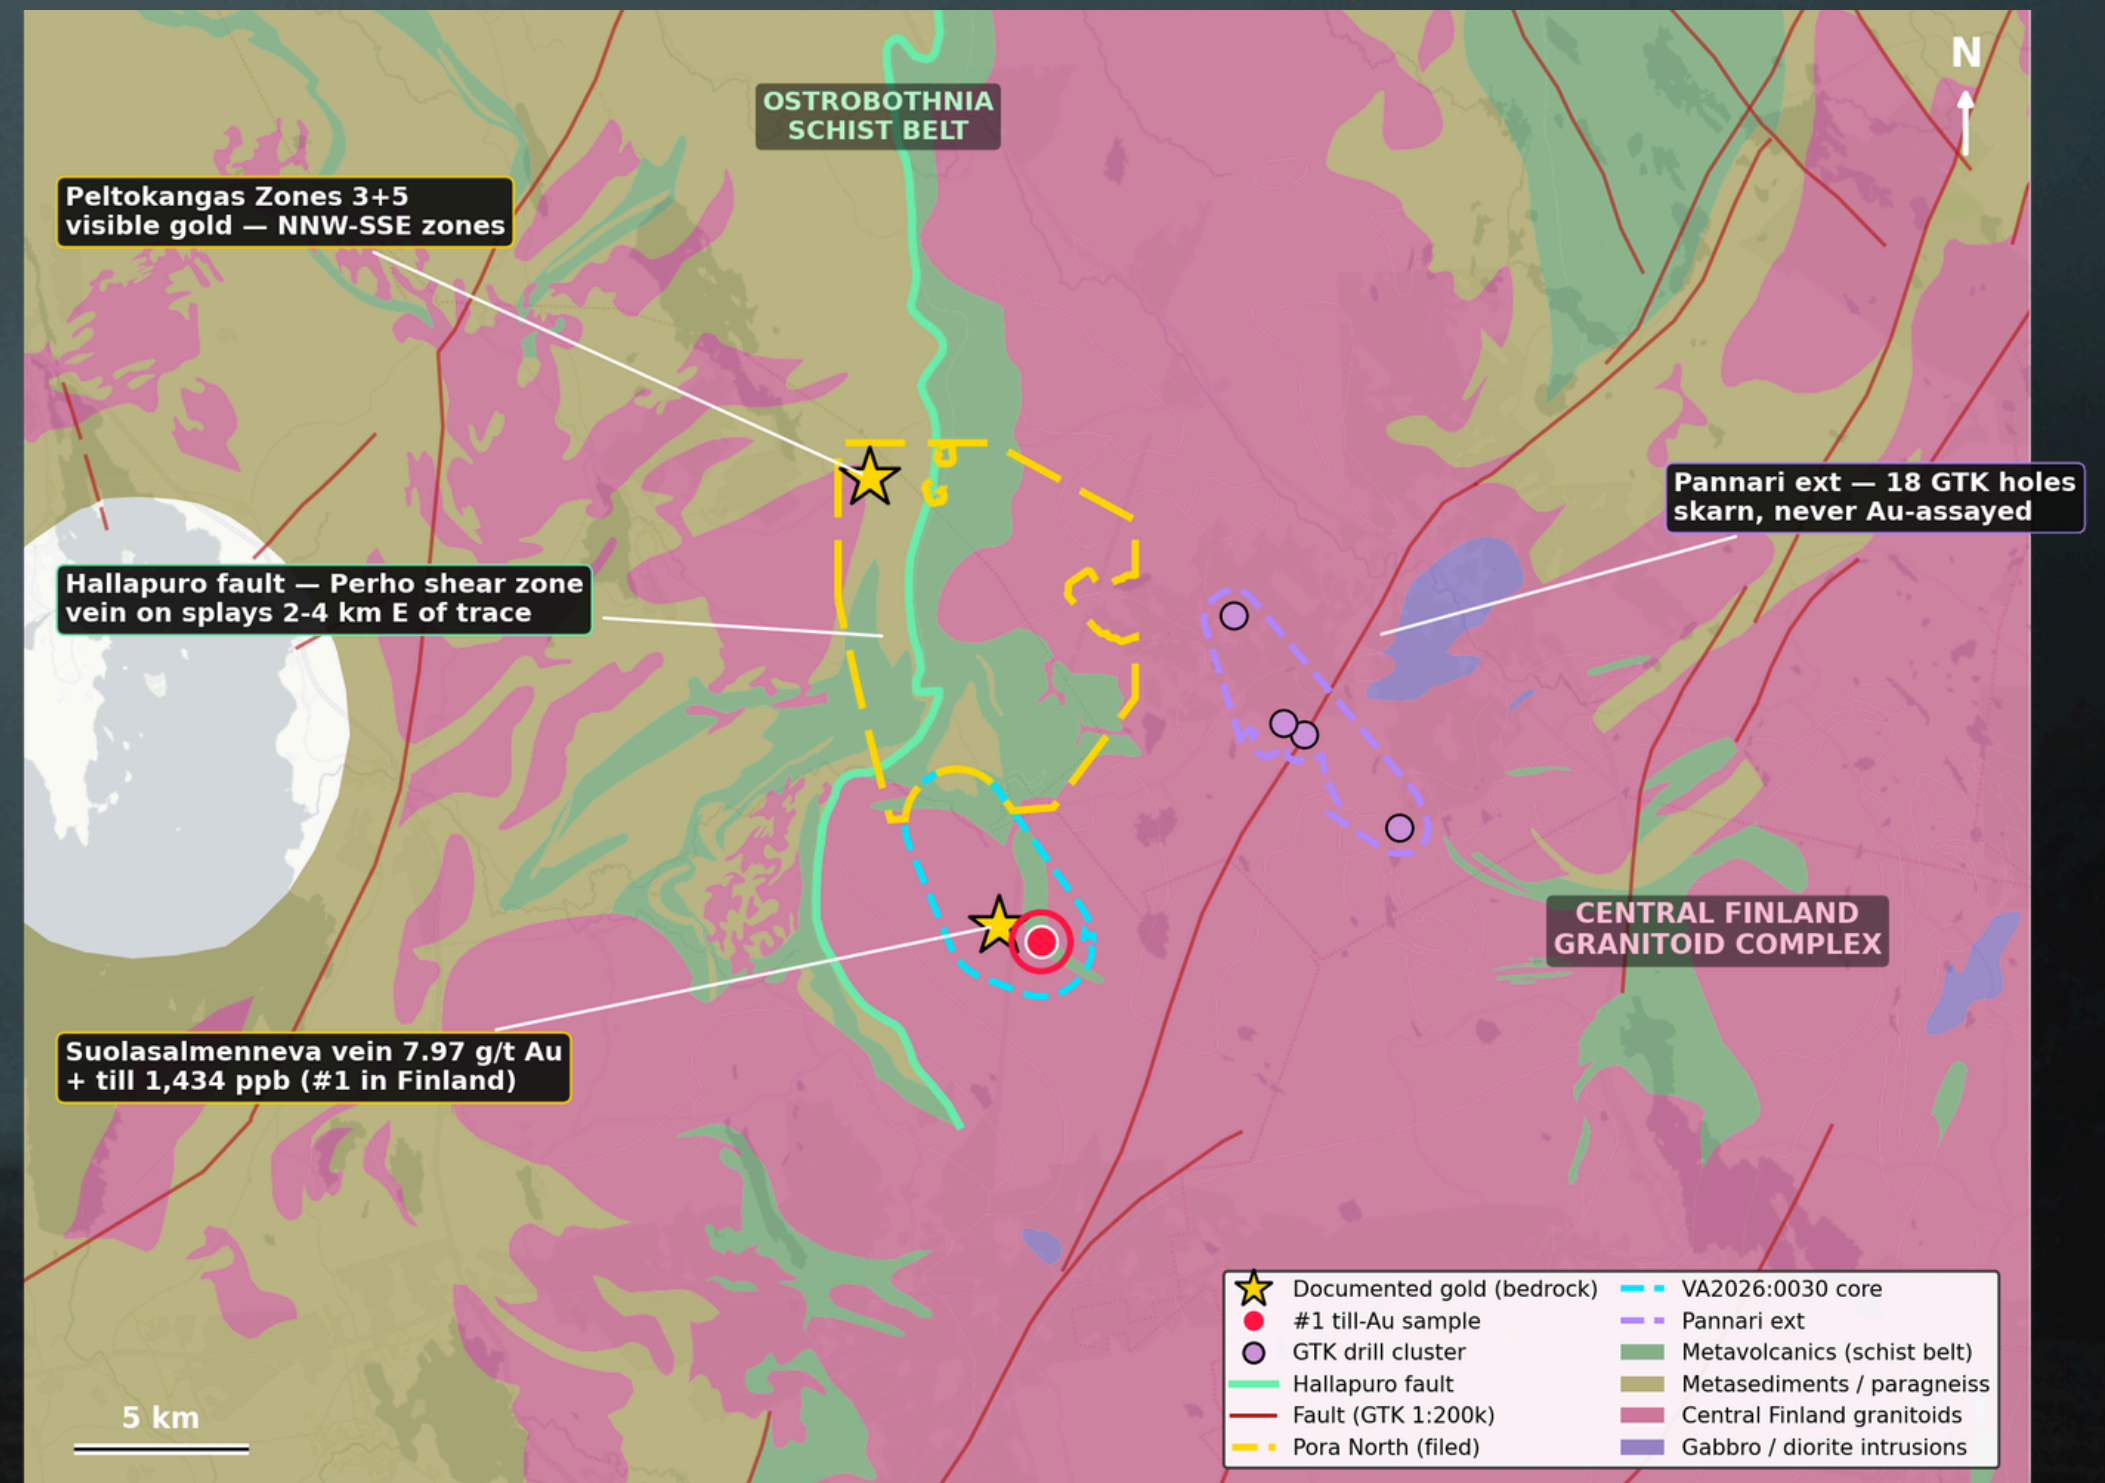 N
OSTROBOTHNIA
SCHIST BELT
Peltokangas Zones 3+5
visible gold — NNW-SSE zones
Pannari ext — 18 GTK holes
skarn, never Au-assayed
Hallapuro fault — Perho shear zone
vein on splays 2-4 km E of trace
CENTRAL FINLAND
GRANITOID COMPLEX
Suolasalmenneva vein 7.97 g/t Au
+ till 1,434 ppb (#1 in Finland)
5 km
Documented gold (bedrock)
#1 till-Au sample
GTK drill cluster
Hallapuro fault
Fault (GTK 1:200k)
Pora North (filed)
VA2026:0030 core
Pannari ext
Metavolcanics (schist belt)
Metasediments / paragneiss
Central Finland granitoids
Gabbro / diorite intrusions